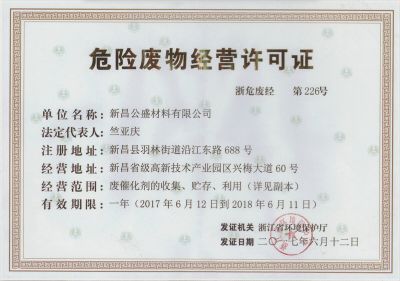 危险废物经营许可证
浙危废经 第226号
单位名称:新昌公盛材料有限公司
法定代表人:竺亚庆
注册地址:新昌县羽林街道沿江东路688号
经营地址:新昌省级高新技术产业园区兴梅大道60号
经营范围:废催化剂的收集、贮存、利用(详见副本)
有效期限:一年(2017年6月12日到2018年6月11日)
发证机关 浙江省环境保护厅
发证日期 二〇一七年六月十二日